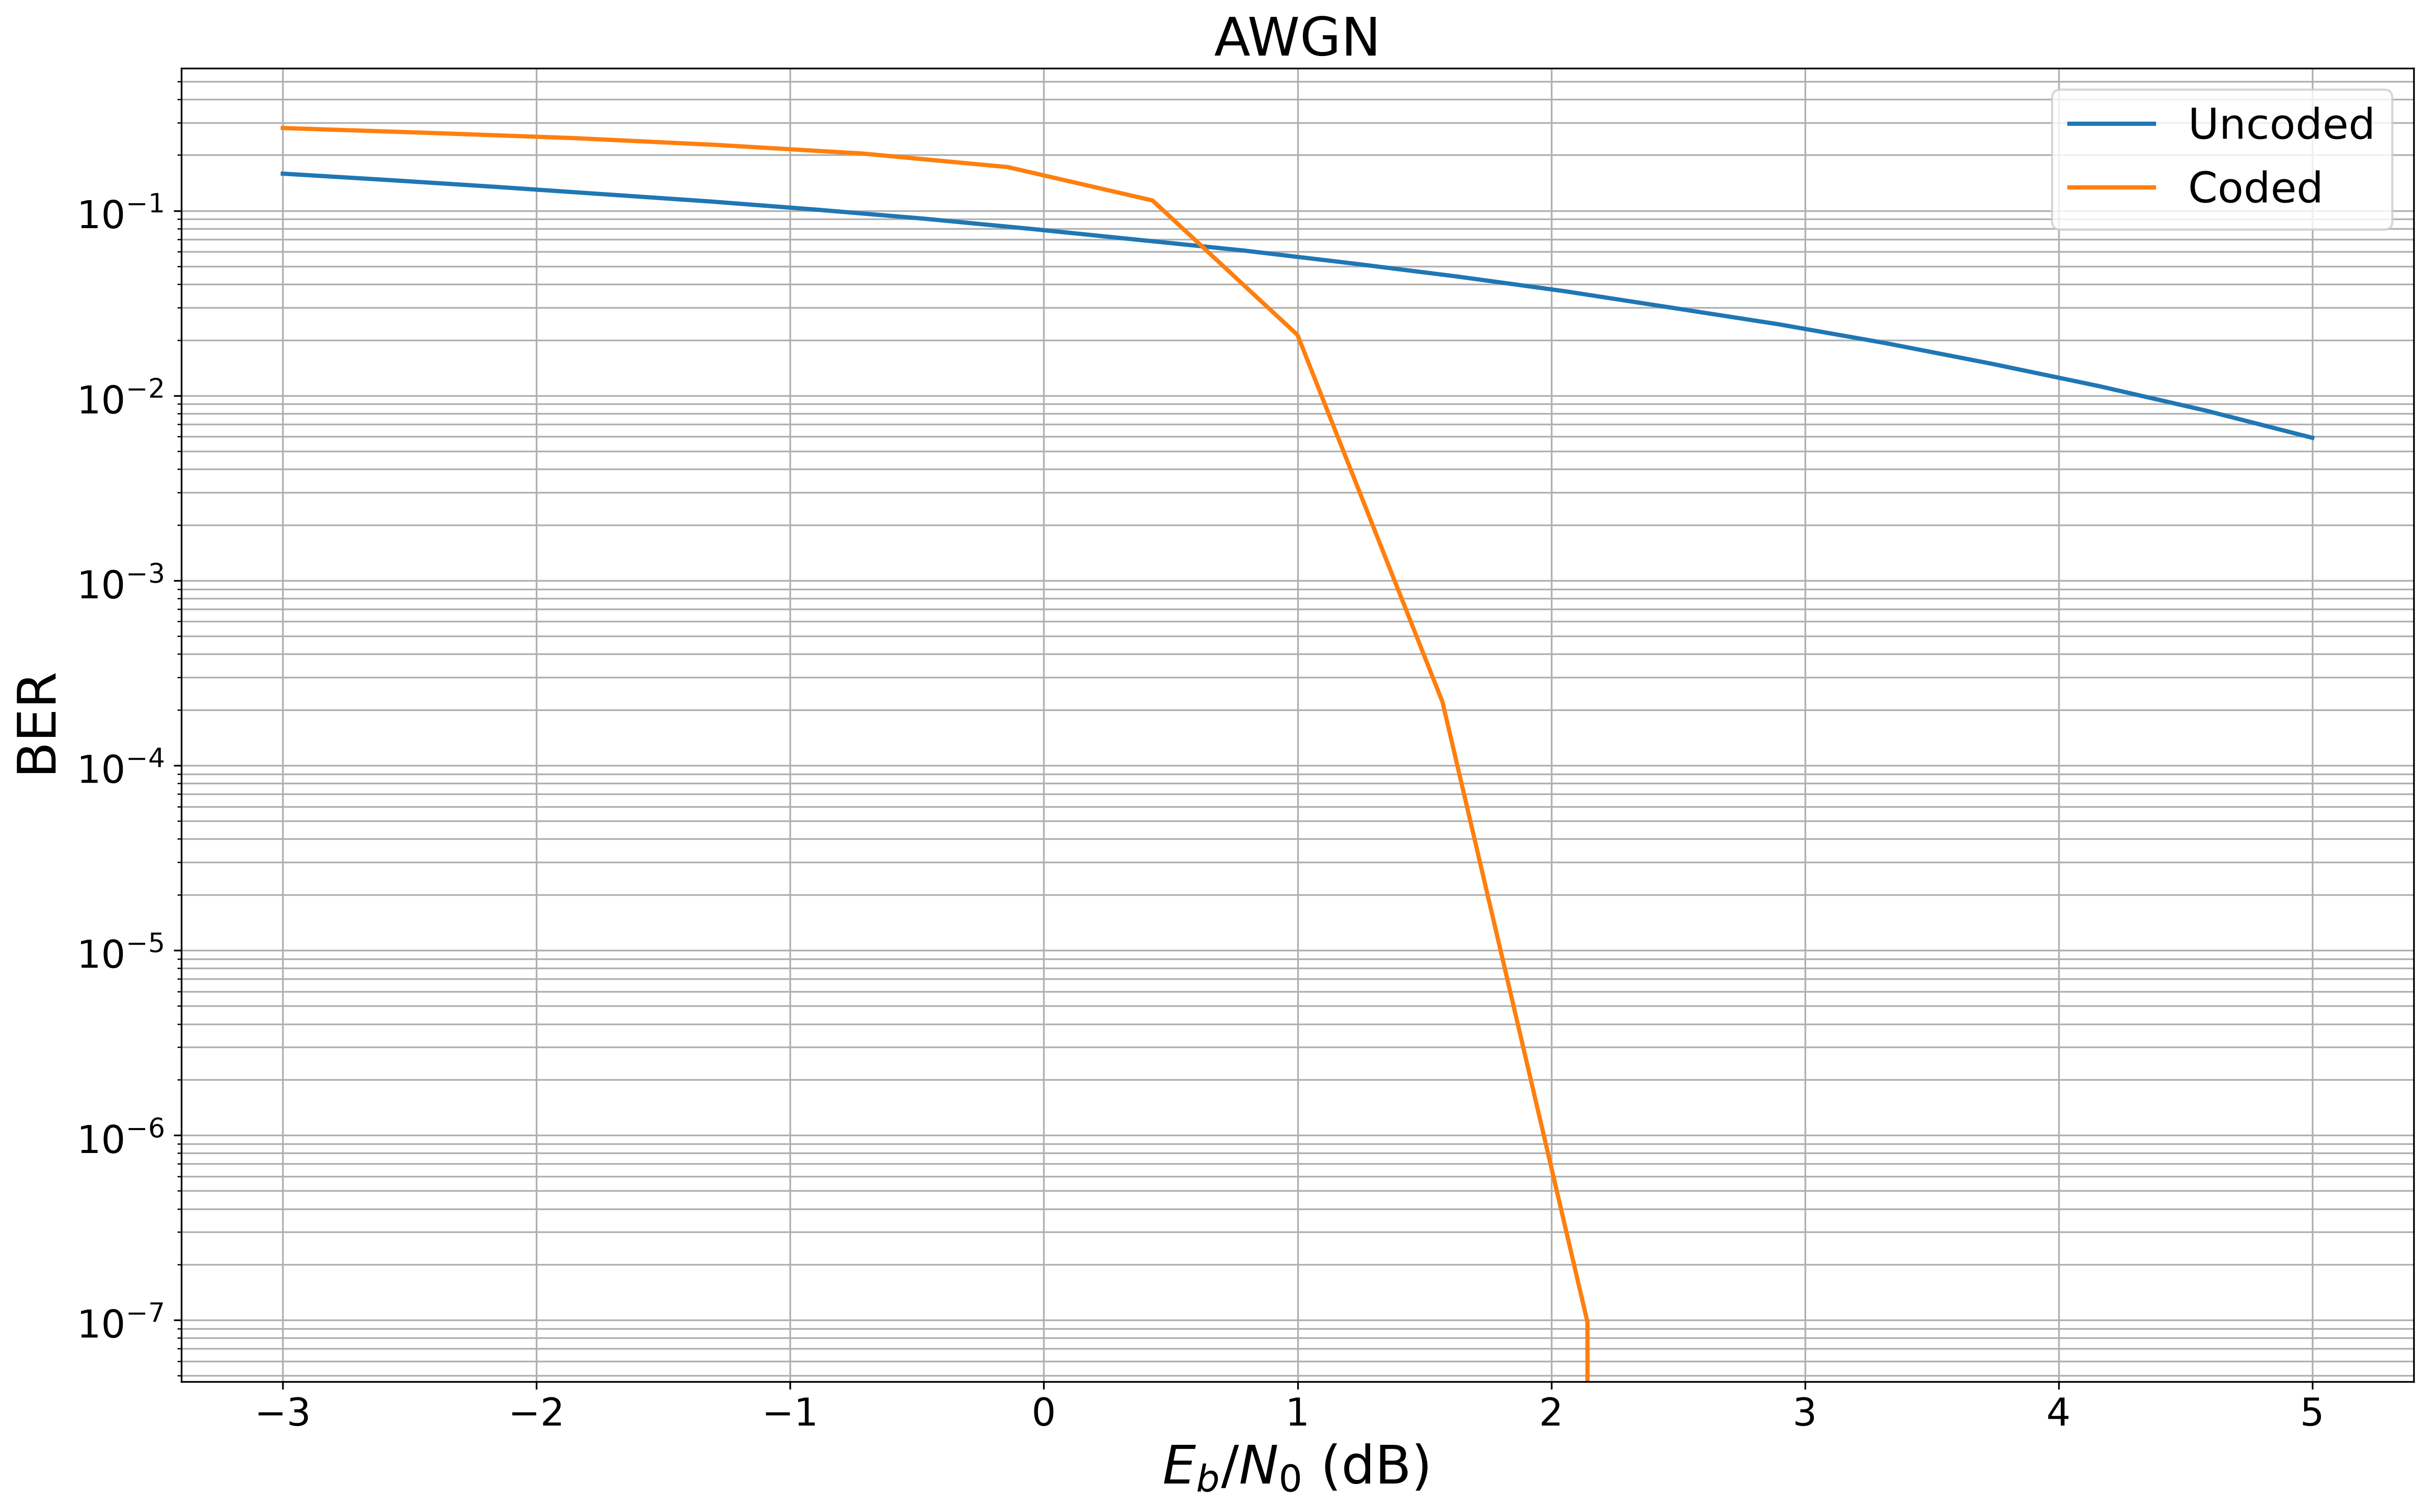 AWGN
Uncoded
Coded
BER
10⁻¹
10⁻²
10⁻³
10⁻⁴
10⁻⁵
10⁻⁶
10⁻⁷
−3 −2 −1 0 1 2 3 4 5
E_b/N_0 (dB)